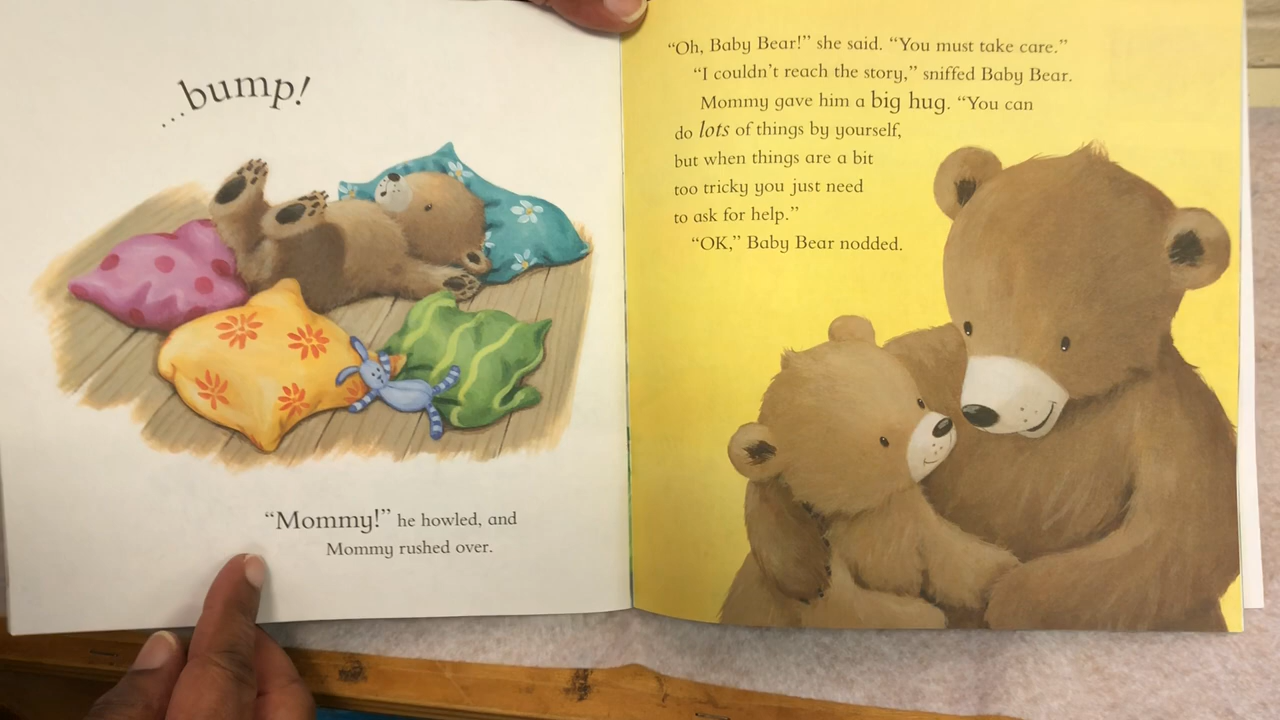 ...bump!
“Mommy!” he howled, and
Mommy rushed over.
“Oh, Baby Bear!” she said. “You must take care.”
“I couldn’t reach the story,” sniffed Baby Bear.
Mommy gave him a big hug. “You can
do lots of things by yourself,
but when things are a bit
too tricky you just need
to ask for help.”
“OK,” Baby Bear nodded.